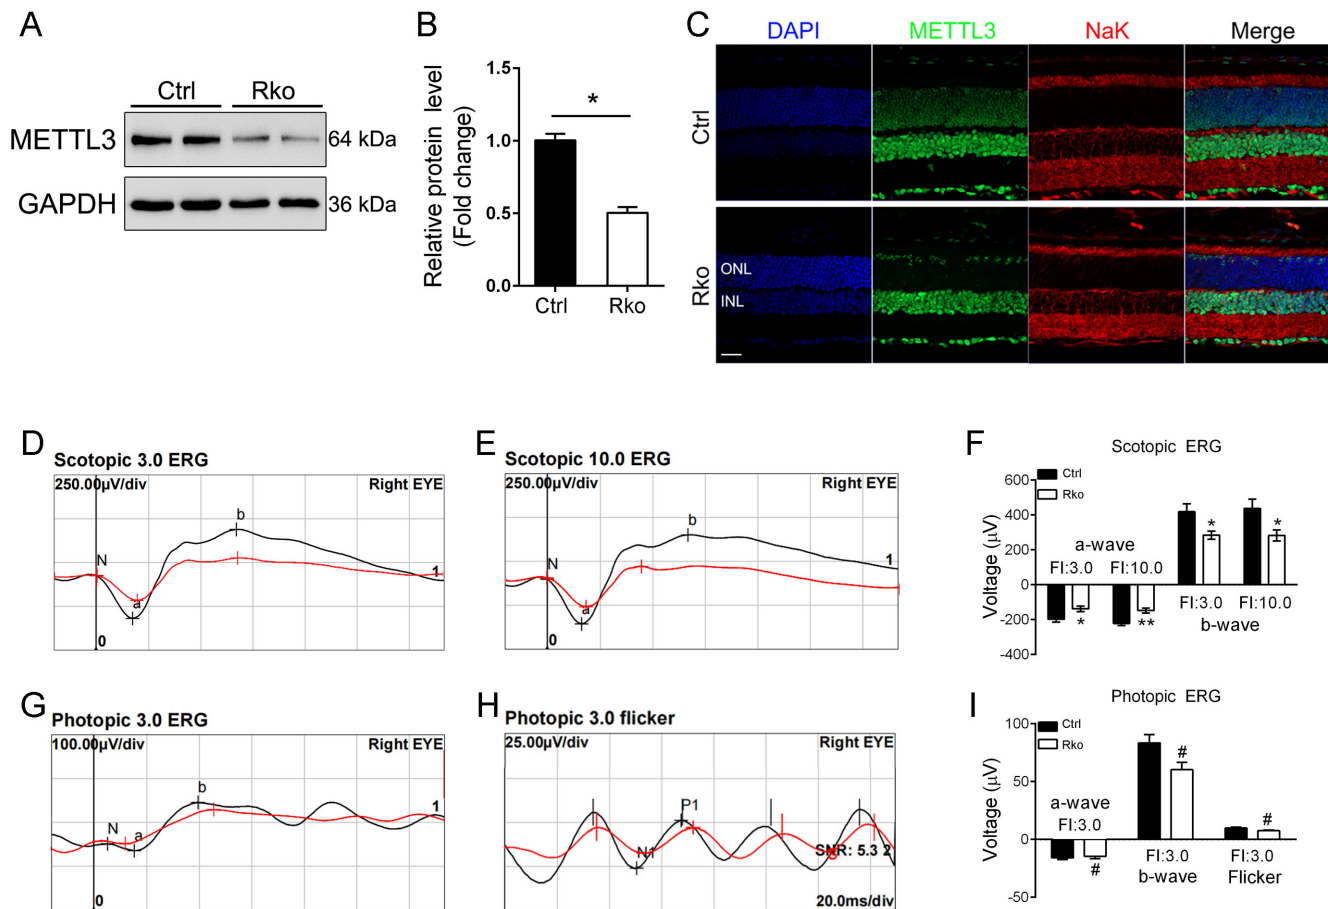 A
Ctrl Rko
METTL3 64 kDa
GAPDH 36 kDa
B
Relative protein level
(Fold change)
1.5
1.0
0.5
0.0
*
Ctrl Rko
C
DAPI METTL3 NaK Merge
Ctrl
Rko
ONL
INL
D
Scotopic 3.0 ERG
250.00µV/div Right EYE
b
N
a
1
0
E
Scotopic 10.0 ERG
250.00µV/div Right EYE
b
N
a
1
0
F
Scotopic ERG
Voltage (µV)
600
400
200
0
-200
-400
Ctrl
Rko
a-wave
FI:3.0 FI:10.0
* **
* *
FI:3.0 FI:10.0
b-wave
G
Photopic 3.0 ERG
100.00µV/div Right EYE
b
N
a
1
0
H
Photopic 3.0 flicker
25.00µV/div Right EYE
P1
N1
SNR: 5.3 2
20.0ms/div
I
Photopic ERG
Voltage (µV)
100
50
0
-50
Ctrl
Rko
a-wave
FI:3.0
#
#
#
FI:3.0 FI:3.0
b-wave Flicker